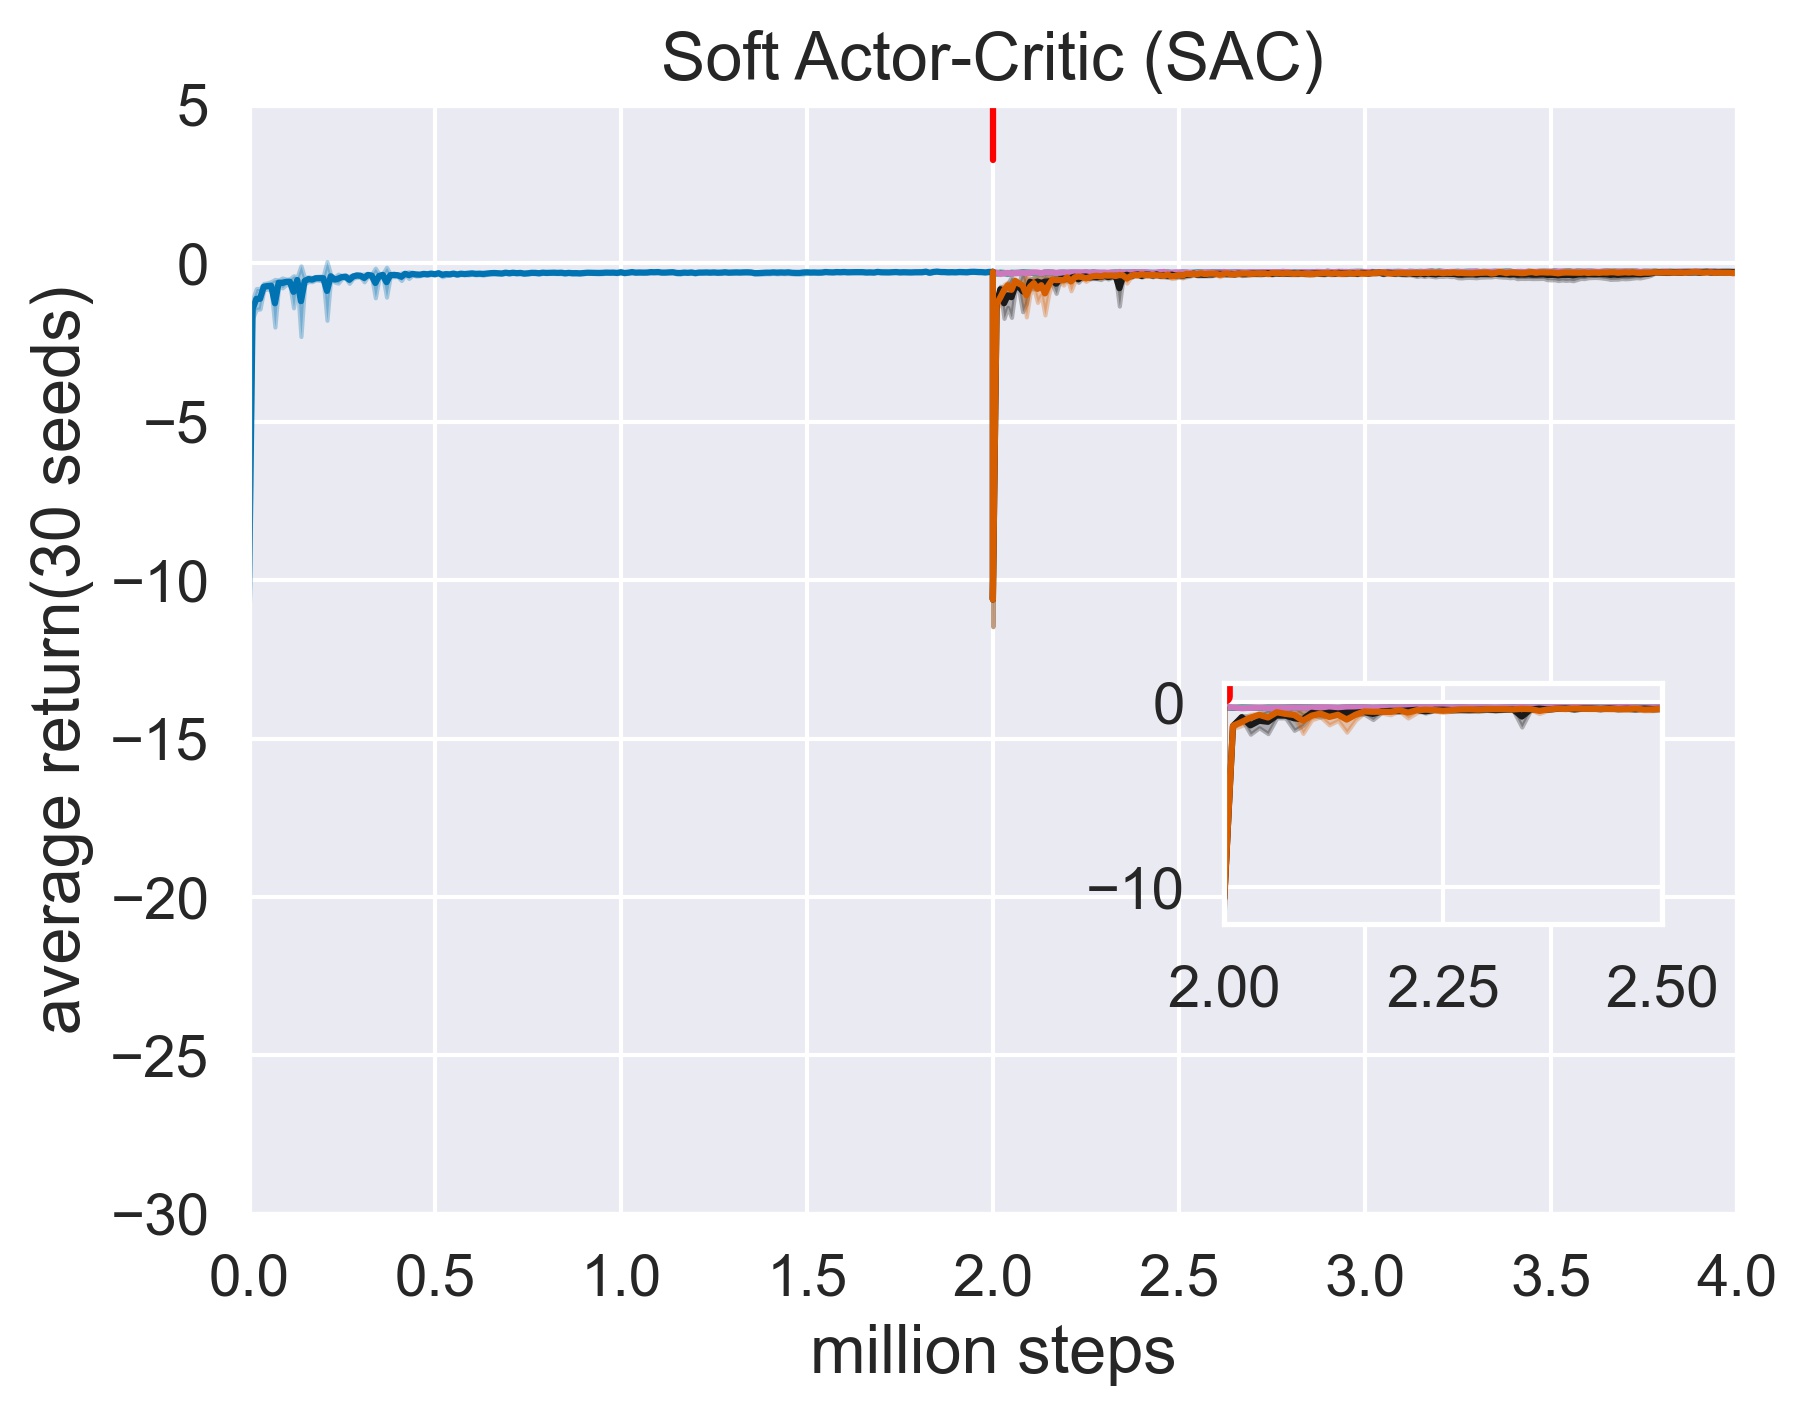 Soft Actor-Critic (SAC)
5
0
−5
−10
−15
−20
−25
−30
average return(30 seeds)
0
−10
2.00 2.25 2.50
0.0 0.5 1.0 1.5 2.0 2.5 3.0 3.5 4.0
million steps